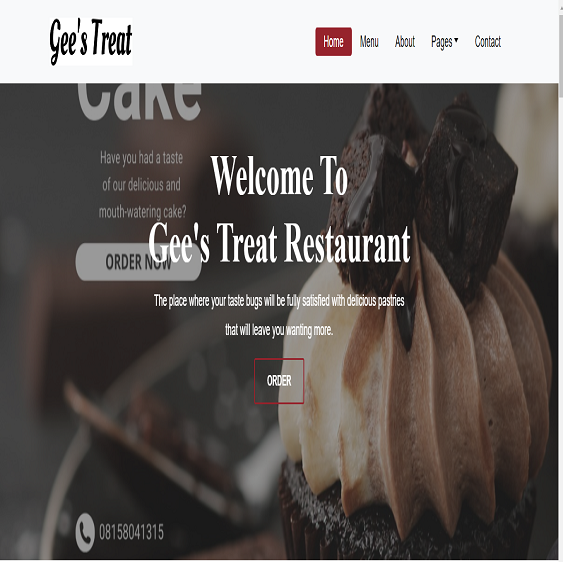 Gee's Treat
Home Menu About Pages Contact
Cake
Have you had a taste
of our delicious and
mouth-watering cake?
ORDER NOW
Welcome To
Gee's Treat Restaurant
The place where your taste bugs will be fully satisfied with delicious pastries
that will leave you wanting more.
ORDER
08158041315